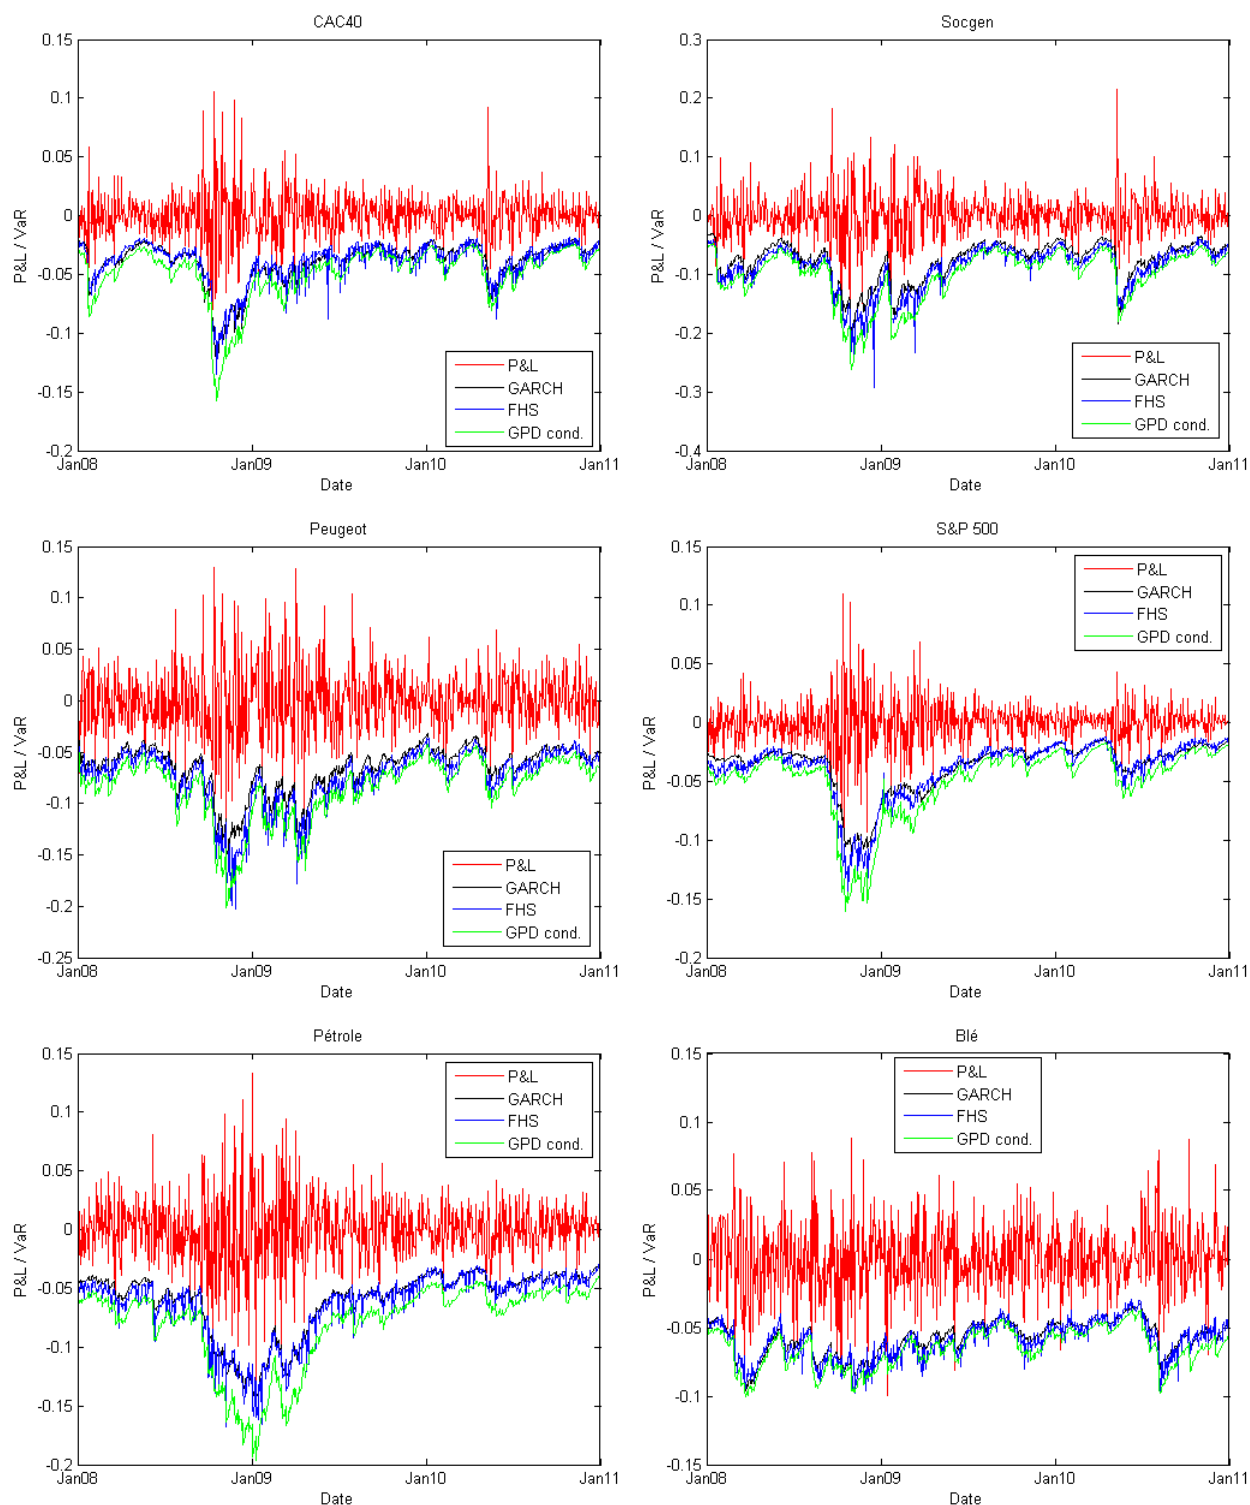 CAC40
0.15
0.1
0.05
0
-0.05
-0.1
-0.15
-0.2
P&L / VaR
P&L
GARCH
FHS
GPD cond.
Jan08 Jan09 Jan10 Jan11
Date
Socgen
0.3
0.2
0.1
0
-0.1
-0.2
-0.3
-0.4
P&L / VaR
P&L
GARCH
FHS
GPD cond.
Jan08 Jan09 Jan10 Jan11
Date
Peugeot
0.15
0.1
0.05
0
-0.05
-0.1
-0.15
-0.2
-0.25
P&L / VaR
P&L
GARCH
FHS
GPD cond.
Jan08 Jan09 Jan10 Jan11
Date
S&P 500
0.15
0.1
0.05
0
-0.05
-0.1
-0.15
-0.2
P&L / VaR
P&L
GARCH
FHS
GPD cond.
Jan08 Jan09 Jan10 Jan11
Date
Pétrole
0.15
0.1
0.05
0
-0.05
-0.1
-0.15
-0.2
P&L / VaR
P&L
GARCH
FHS
GPD cond.
Jan08 Jan09 Jan10 Jan11
Date
Blé
0.15
0.1
0.05
0
-0.05
-0.1
-0.15
P&L / VaR
P&L
GARCH
FHS
GPD cond.
Jan08 Jan09 Jan10 Jan11
Date